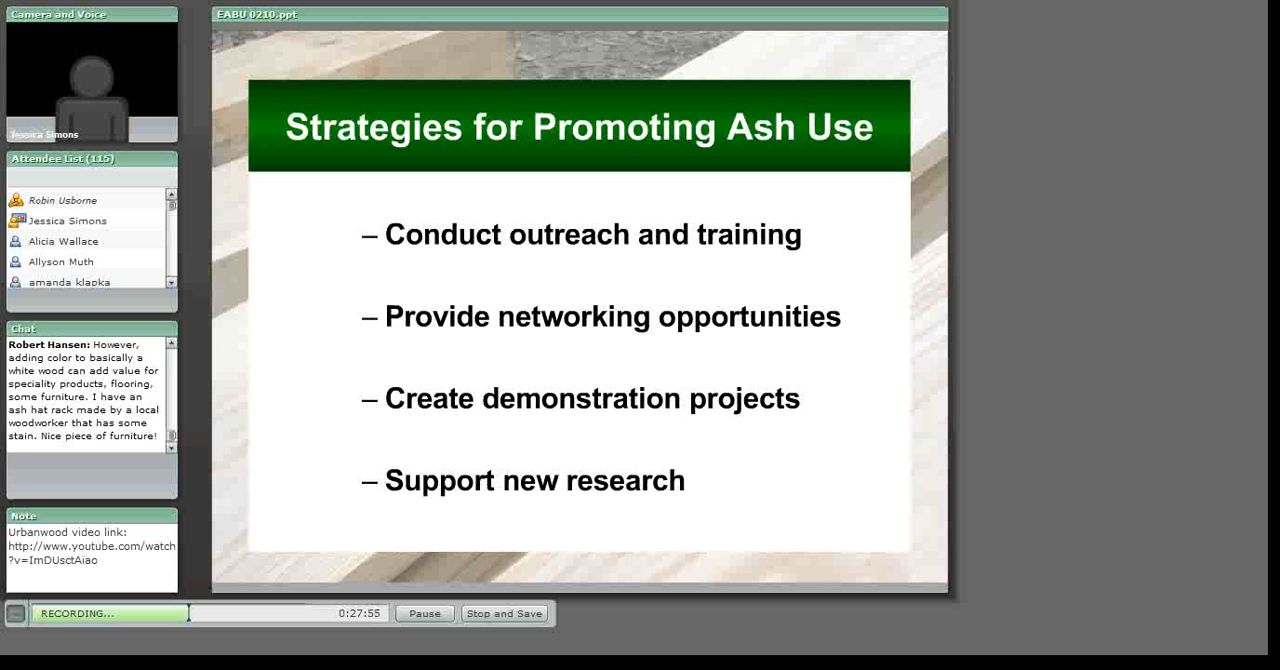 Camera and Voice
Jessica Simons
Attendee List (115)
Robin Usborne
Jessica Simons
Alicia Wallace
Allyson Muth
amanda klapka
Chat
Robert Hansen: However,
adding color to basically a
white wood can add value for
speciality products, flooring,
some furniture. I have an
ash hat rack made by a local
woodworker that has some
stain. Nice piece of furniture!
Note
Urbanwood video link:
http://www.youtube.com/watch
?v=ImDUsctAiao
EABU 0210.ppt
Strategies for Promoting Ash Use
– Conduct outreach and training
– Provide networking opportunities
– Create demonstration projects
– Support new research
RECORDING...
0:27:55
Pause
Stop and Save